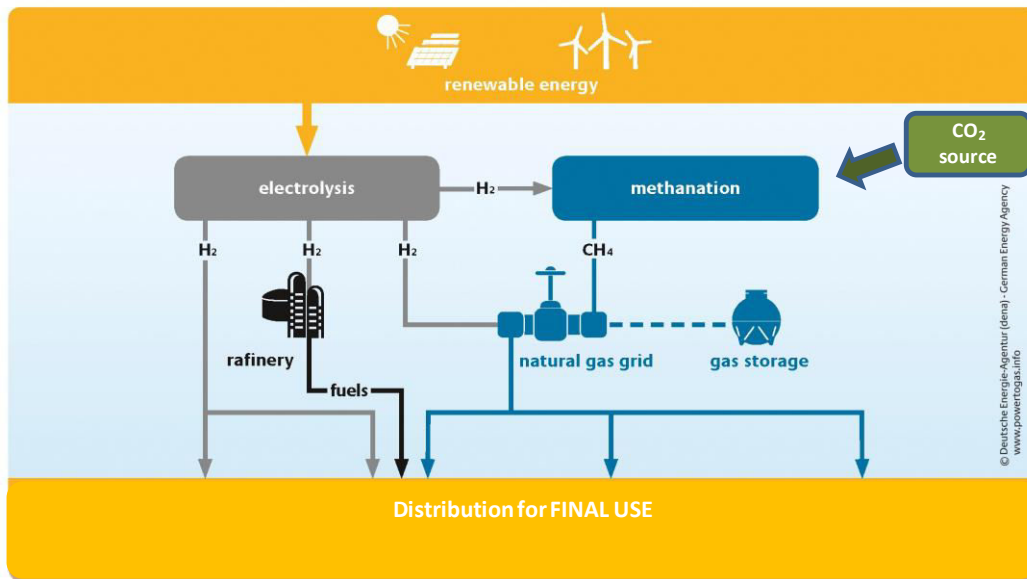 renewable energy
CO₂
source
electrolysis
H₂
methanation
H₂
H₂
H₂
CH₄
rafinery
natural gas grid
gas storage
fuels
Distribution for FINAL USE
© Deutsche Energie-Agentur (dena) - German Energy Agency
www.powertogas.info